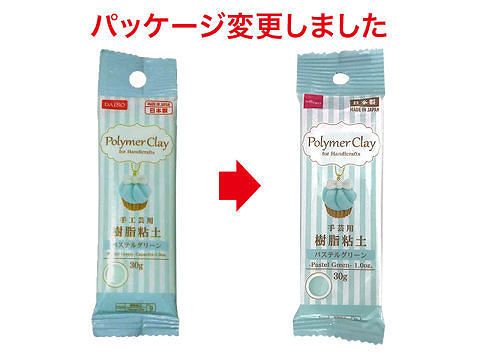 パッケージ変更しました
DAISO
MADE IN JAPAN
日本製
Polymer Clay
for Handicrafts
手工芸用
樹脂粘土
パステルグリーン
30g
日本製
MADE IN JAPAN
Polymer Clay
for Handicrafts
手芸用
樹脂粘土
パステルグリーン
-Pastel Green- 1.0oz.
30g